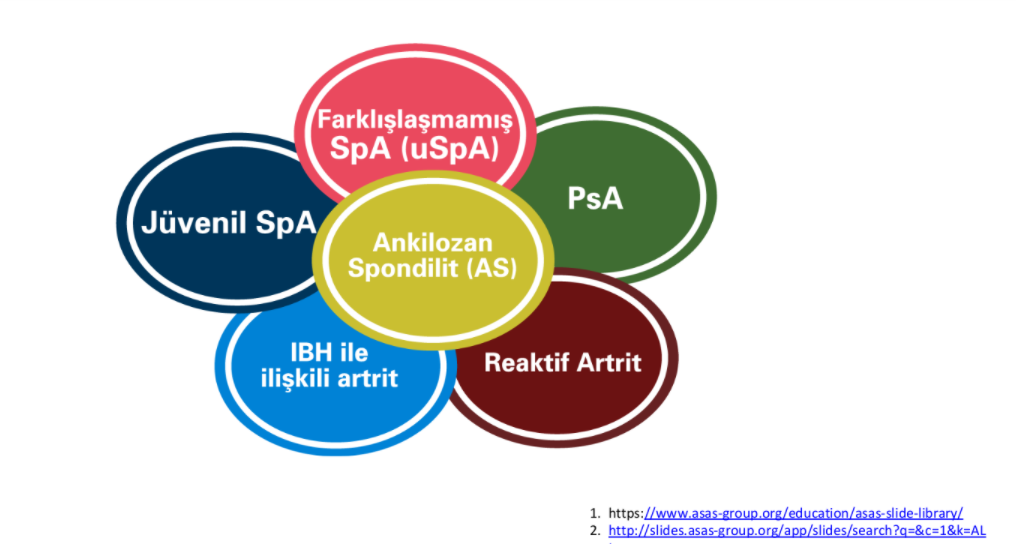 Farklışlaşmamış
SpA (uSpA)
PsA
Jüvenil SpA
Ankilozan
Spondilit (AS)
IBH ile
ilişkili artrit
Reaktif Artrit
1. https://www.asas-group.org/education/asas-slide-library/
2. http://slides.asas-group.org/app/slides/search?q=&c=1&k=AL